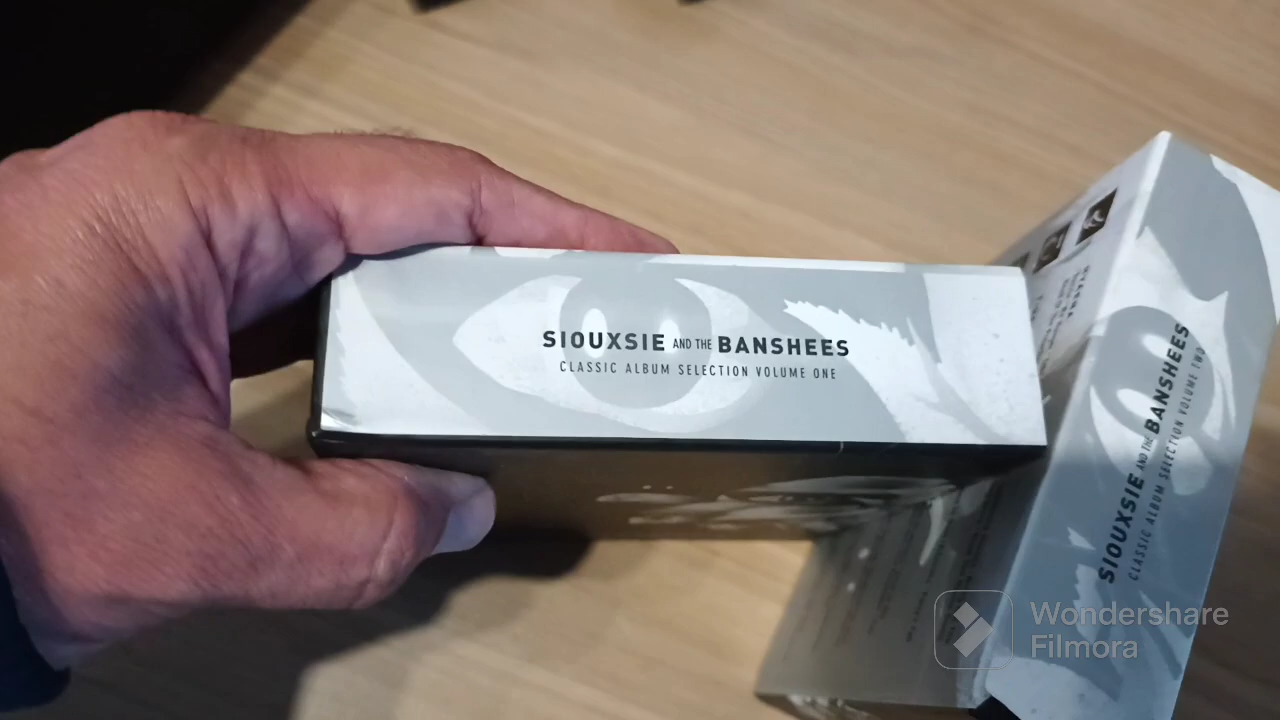 SIOUXSIE AND THE BANSHEES
CLASSIC ALBUM SELECTION VOLUME ONE
SIOUXSIE AND THE BANSHEES
CLASSIC ALBUM SELECTION VOLUME TWO
Wondershare
Filmora